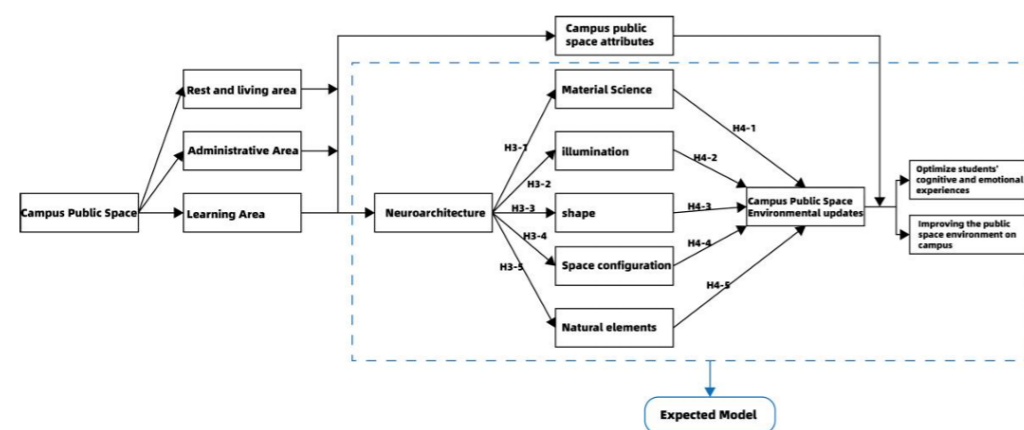 Campus public
space attributes
Rest and living area
Material Science
H3-1
H4-1
Administrative Area
illumination
H4-2
H3-2
Optimize students'
cognitive and emotional
experiences
Campus Public Space
Learning Area
Neuroarchitecture
H3-3
shape
H4-3
Campus Public Space
Environmental updates
Improving the public
space environment on
campus
H3-4
H4-4
H3-5
Space configuration
H4-5
Natural elements
Expected Model